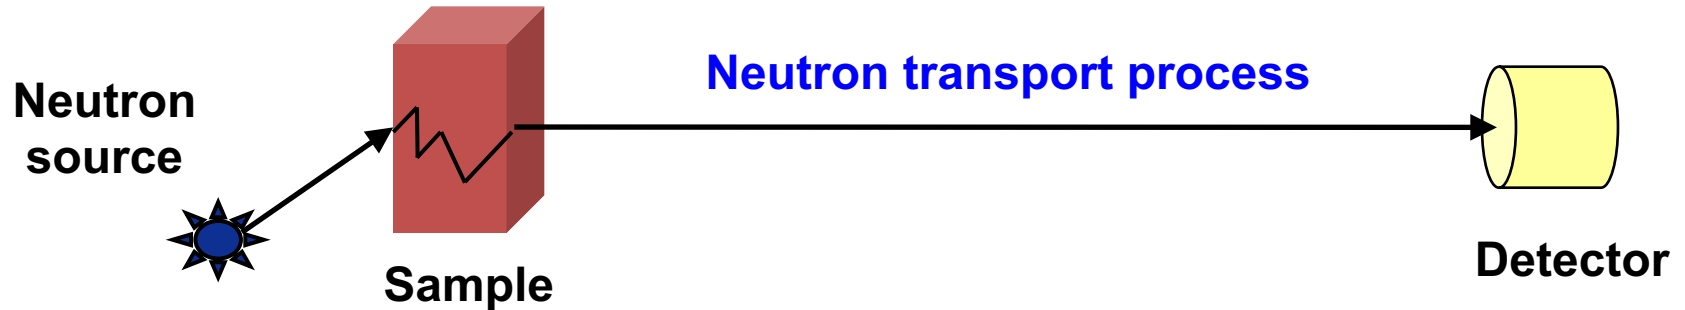 Neutron transport process
Neutron
source
Sample
Detector